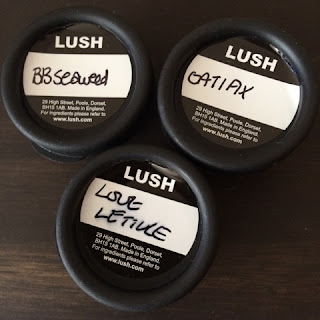 LUSH
BBSeaweed
29 High Street, Poole, Dorset,
BH15 1AB. Made in England.
For ingredients please refer to
www.lush.com
LUSH
OATIFIX
29 High Street, Poole, Dorset,
BH15 1AB. Made in England.
For ingredients please refer to
www.lush.com
LUSH
LOVE
LETTUCE
29 High Street, Poole, Dorset,
BH15 1AB. Made in England.
For ingredients please refer to
www.lush.com